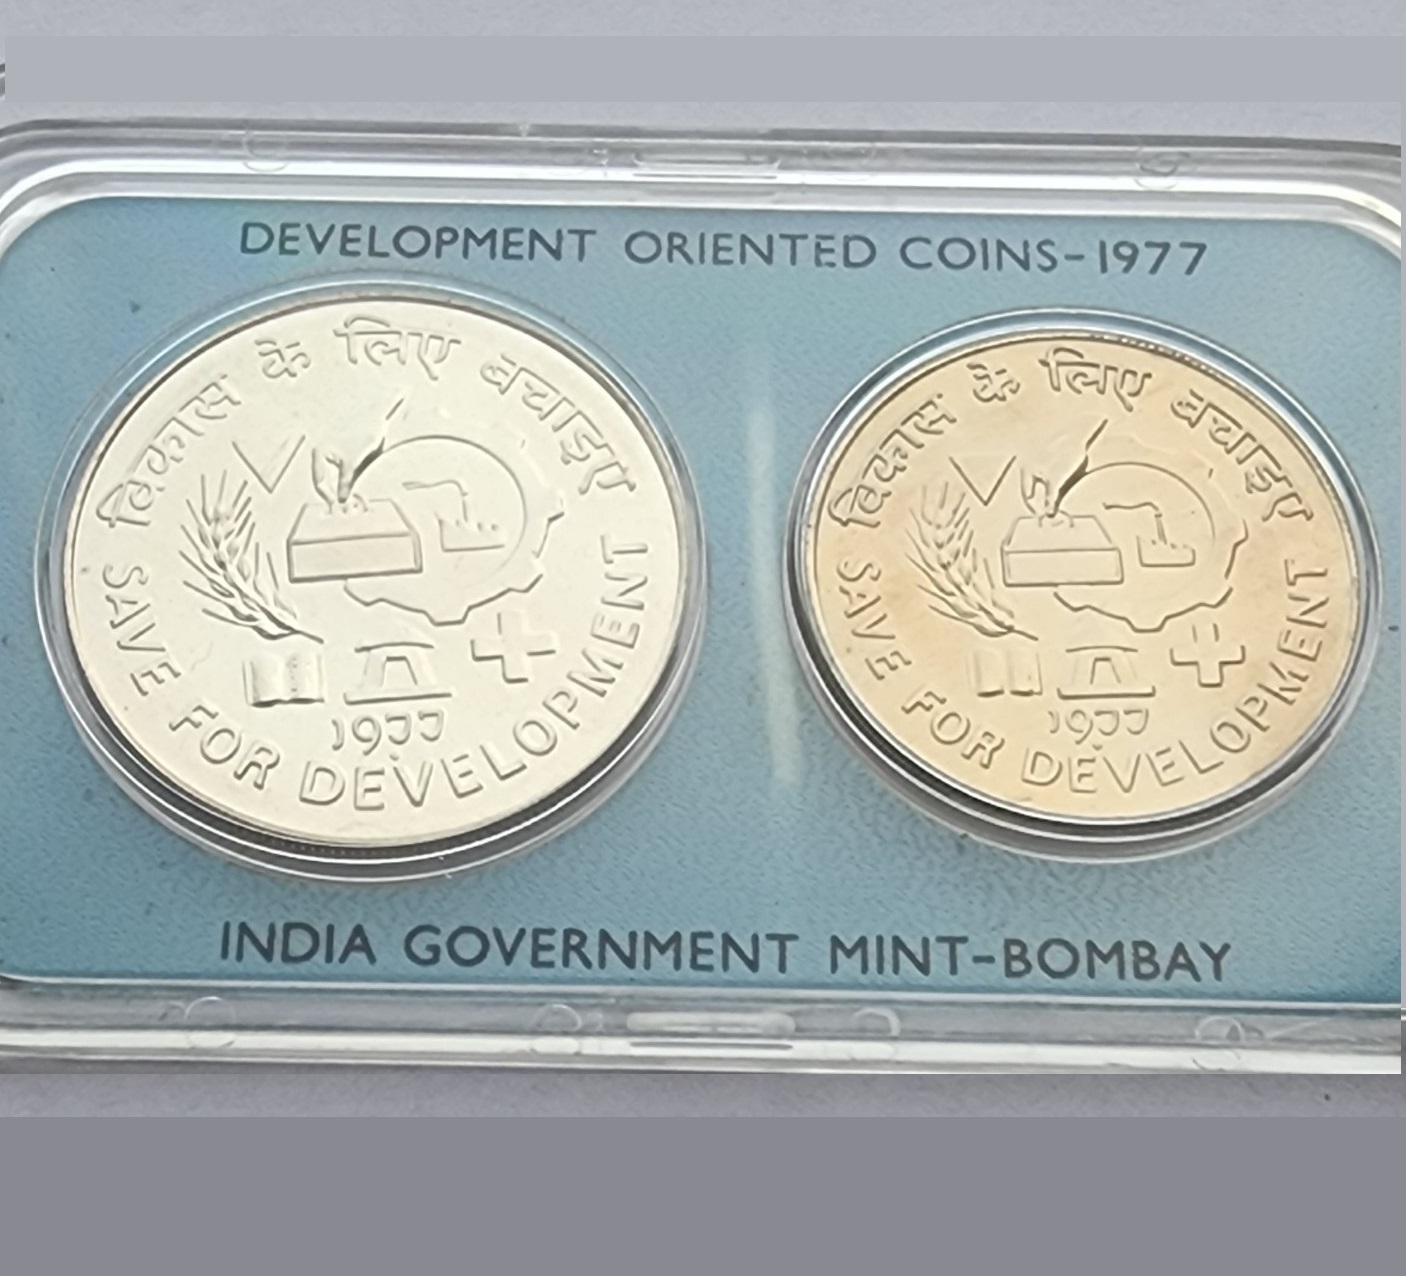 DEVELOPMENT ORIENTED COINS-1977
विकास के लिए बचाइए
SAVE FOR DEVELOPMENT
1977
विकास के लिए बचाइए
SAVE FOR DEVELOPMENT
1977
INDIA GOVERNMENT MINT-BOMBAY